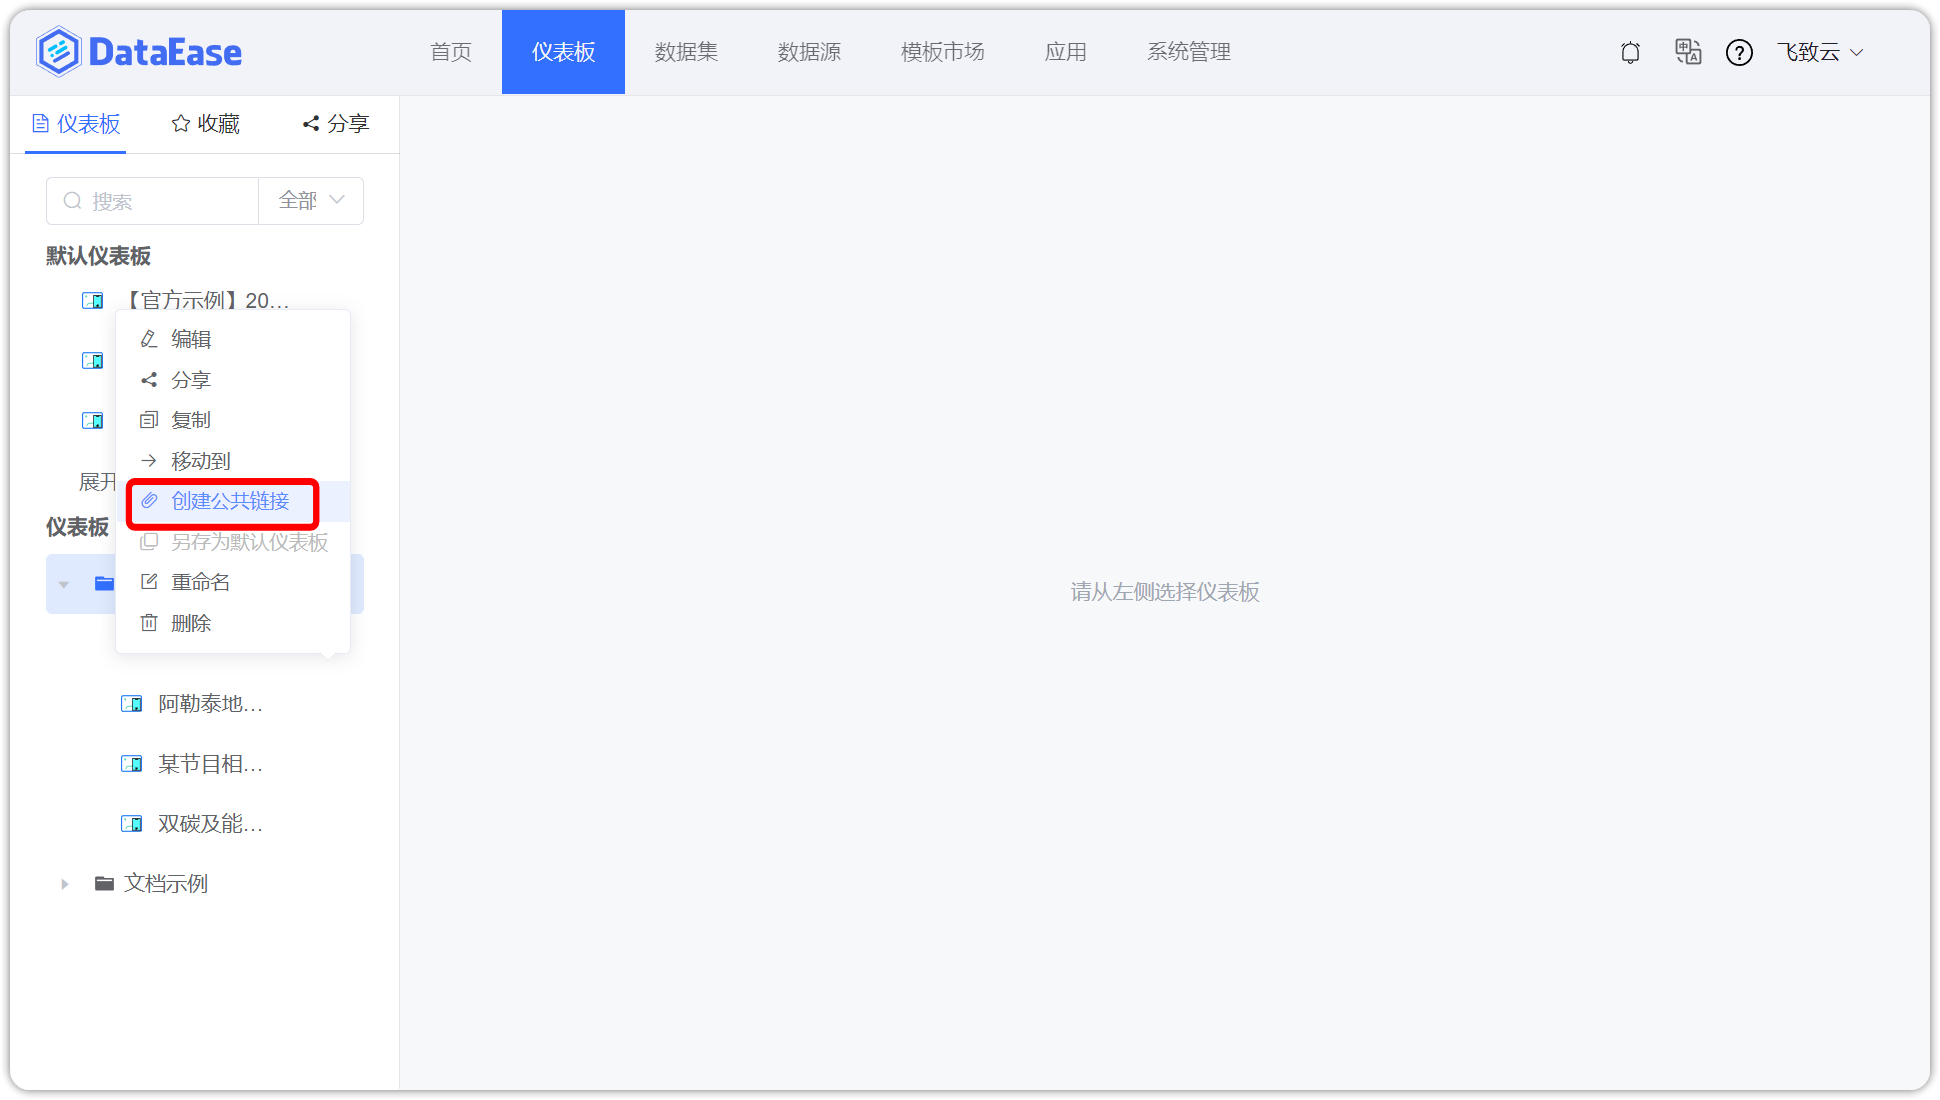 DataEase
首页
仪表板
数据集
数据源
模板市场
应用
系统管理
飞致云
仪表板
收藏
分享
搜索
全部
默认仪表板
【官方示例】20...
编辑
分享
复制
移动到
展开
创建公共链接
仪表板
另存为默认仪表板
重命名
删除
请从左侧选择仪表板
阿勒泰地...
某节目相...
双碳及能...
文档示例